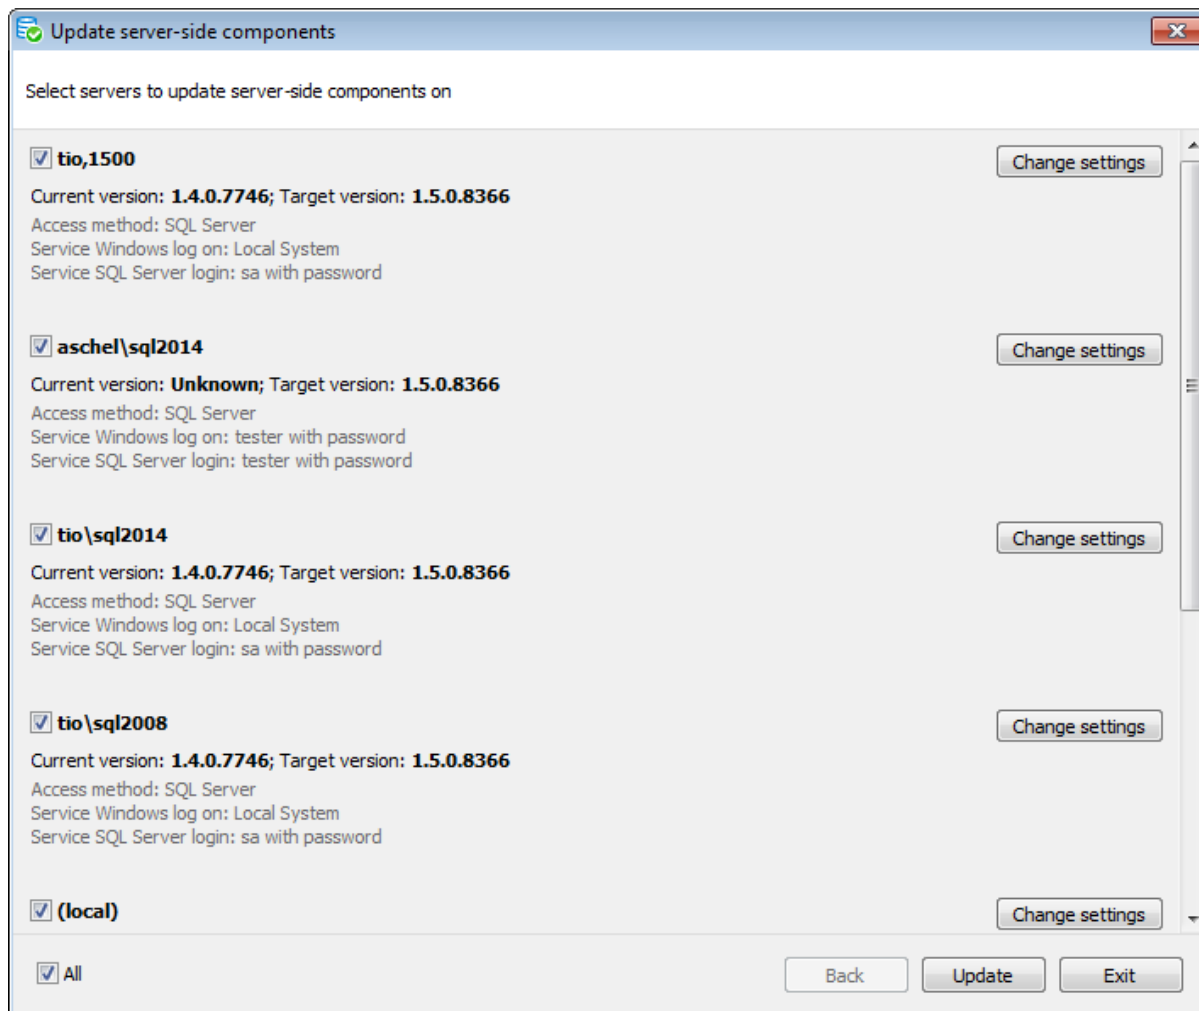 Update server-side components
Select servers to update server-side components on
tio,1500
Change settings
Current version: 1.4.0.7746; Target version: 1.5.0.8366
Access method: SQL Server
Service Windows log on: Local System
Service SQL Server login: sa with password
aschel\sql2014
Change settings
Current version: Unknown; Target version: 1.5.0.8366
Access method: SQL Server
Service Windows log on: tester with password
Service SQL Server login: tester with password
tio\sql2014
Change settings
Current version: 1.4.0.7746; Target version: 1.5.0.8366
Access method: SQL Server
Service Windows log on: Local System
Service SQL Server login: sa with password
tio\sql2008
Change settings
Current version: 1.4.0.7746; Target version: 1.5.0.8366
Access method: SQL Server
Service Windows log on: Local System
Service SQL Server login: sa with password
(local)
Change settings
All
Back
Update
Exit